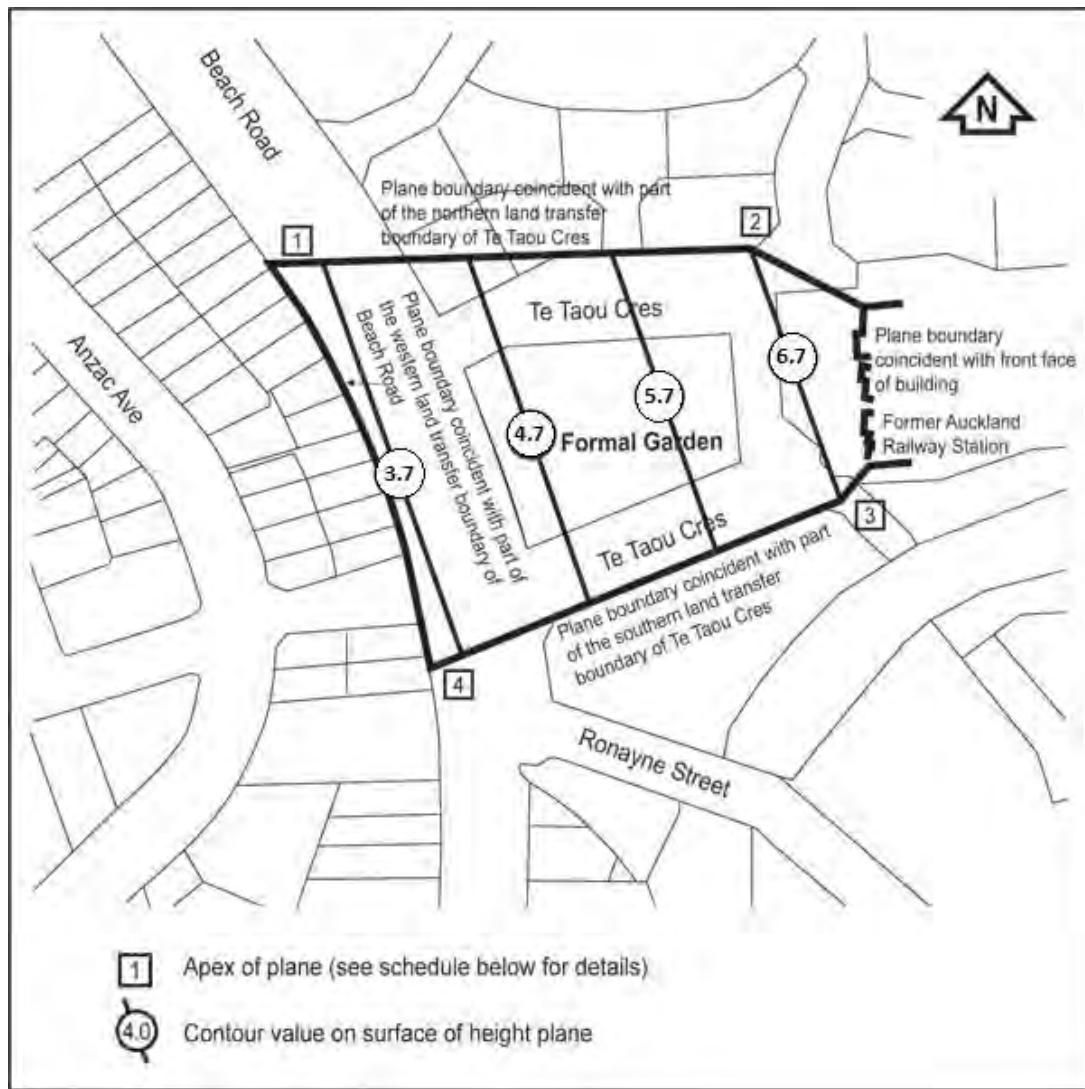 Beach Road
N
Plane boundary coincident with part
of the northern land transfer
boundary of Te Taou Cres
1
2
Te Taou Cres
Plane boundary coincident with part of
the western land transfer boundary of
Beach Road
Anzac Ave
6.7
Plane boundary
coincident with front face
of building
5.7
4.7
Formal Garden
Former Auckland
Railway Station
3.7
3
Te Taou Cres
Plane boundary coincident with part
of the southern land transfer
boundary of Te Taou Cres
4
Ronayne Street
1 Apex of plane (see schedule below for details)
4.0 Contour value on surface of height plane